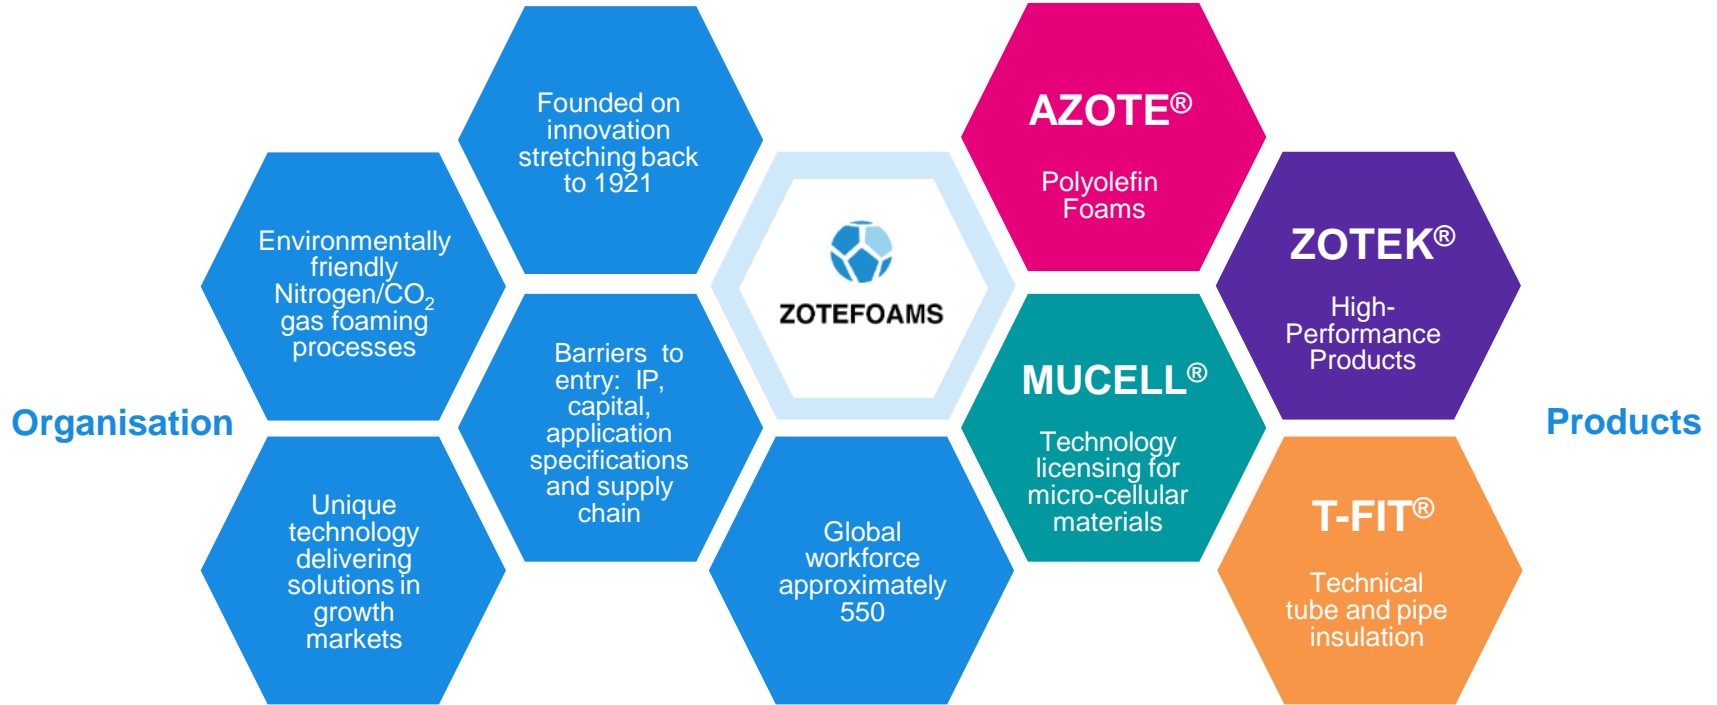 Organisation
Founded on
innovation
stretching back
to 1921
Environmentally
friendly
Nitrogen/CO₂
gas foaming
processes
Barriers to
entry: IP,
capital,
application
specifications
and supply
chain
Unique
technology
delivering
solutions in
growth
markets
ZOTEFOAMS
Global
workforce
approximately
550
AZOTE®
Polyolefin
Foams
ZOTEK®
High-
Performance
Products
MUCELL®
Technology
licensing for
micro-cellular
materials
T-FIT®
Technical
tube and pipe
insulation
Products